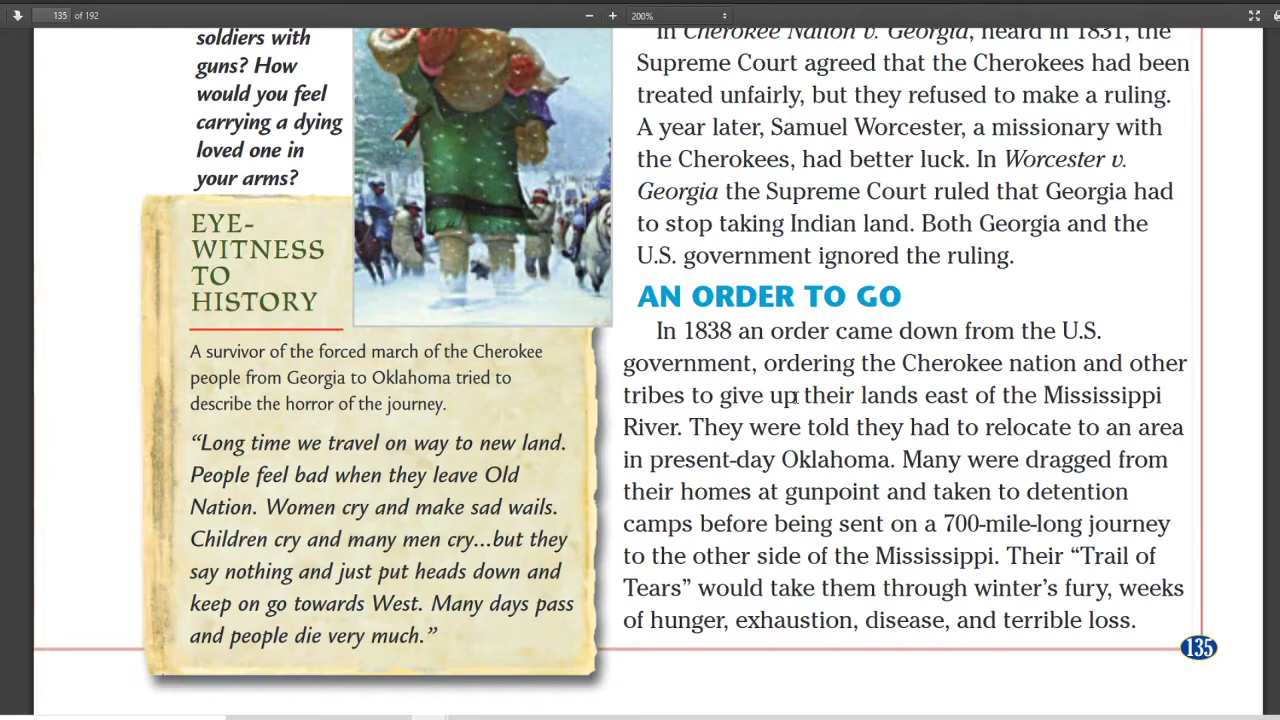 135 of 192
200%
soldiers with
guns? How
would you feel
carrying a dying
loved one in
your arms?
EYE-
WITNESS
TO
HISTORY
A survivor of the forced march of the Cherokee
people from Georgia to Oklahoma tried to
describe the horror of the journey.
“Long time we travel on way to new land.
People feel bad when they leave Old
Nation. Women cry and make sad wails.
Children cry and many men cry...but they
say nothing and just put heads down and
keep on go towards West. Many days pass
and people die very much.”
In Cherokee Nation v. Georgia, heard in 1831, the
Supreme Court agreed that the Cherokees had been
treated unfairly, but they refused to make a ruling.
A year later, Samuel Worcester, a missionary with
the Cherokees, had better luck. In Worcester v.
Georgia the Supreme Court ruled that Georgia had
to stop taking Indian land. Both Georgia and the
U.S. government ignored the ruling.
AN ORDER TO GO
In 1838 an order came down from the U.S.
government, ordering the Cherokee nation and other
tribes to give up their lands east of the Mississippi
River. They were told they had to relocate to an area
in present-day Oklahoma. Many were dragged from
their homes at gunpoint and taken to detention
camps before being sent on a 700-mile-long journey
to the other side of the Mississippi. Their “Trail of
Tears” would take them through winter’s fury, weeks
of hunger, exhaustion, disease, and terrible loss.
135